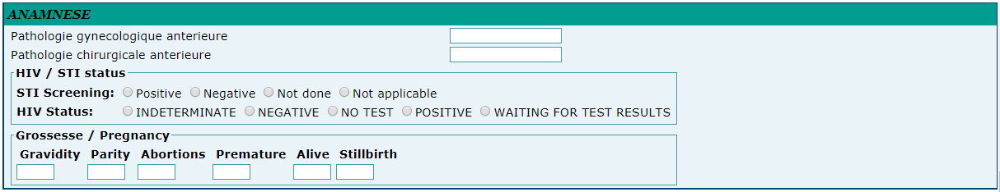 ANAMNESE
Pathologie gynecologique anterieure
Pathologie chirurgicale anterieure
HIV / STI status
STI Screening: Positive Negative Not done Not applicable
HIV Status: INDETERMINATE NEGATIVE NO TEST POSITIVE WAITING FOR TEST RESULTS
Grossesse / Pregnancy
Gravidity Parity Abortions Premature Alive Stillbirth